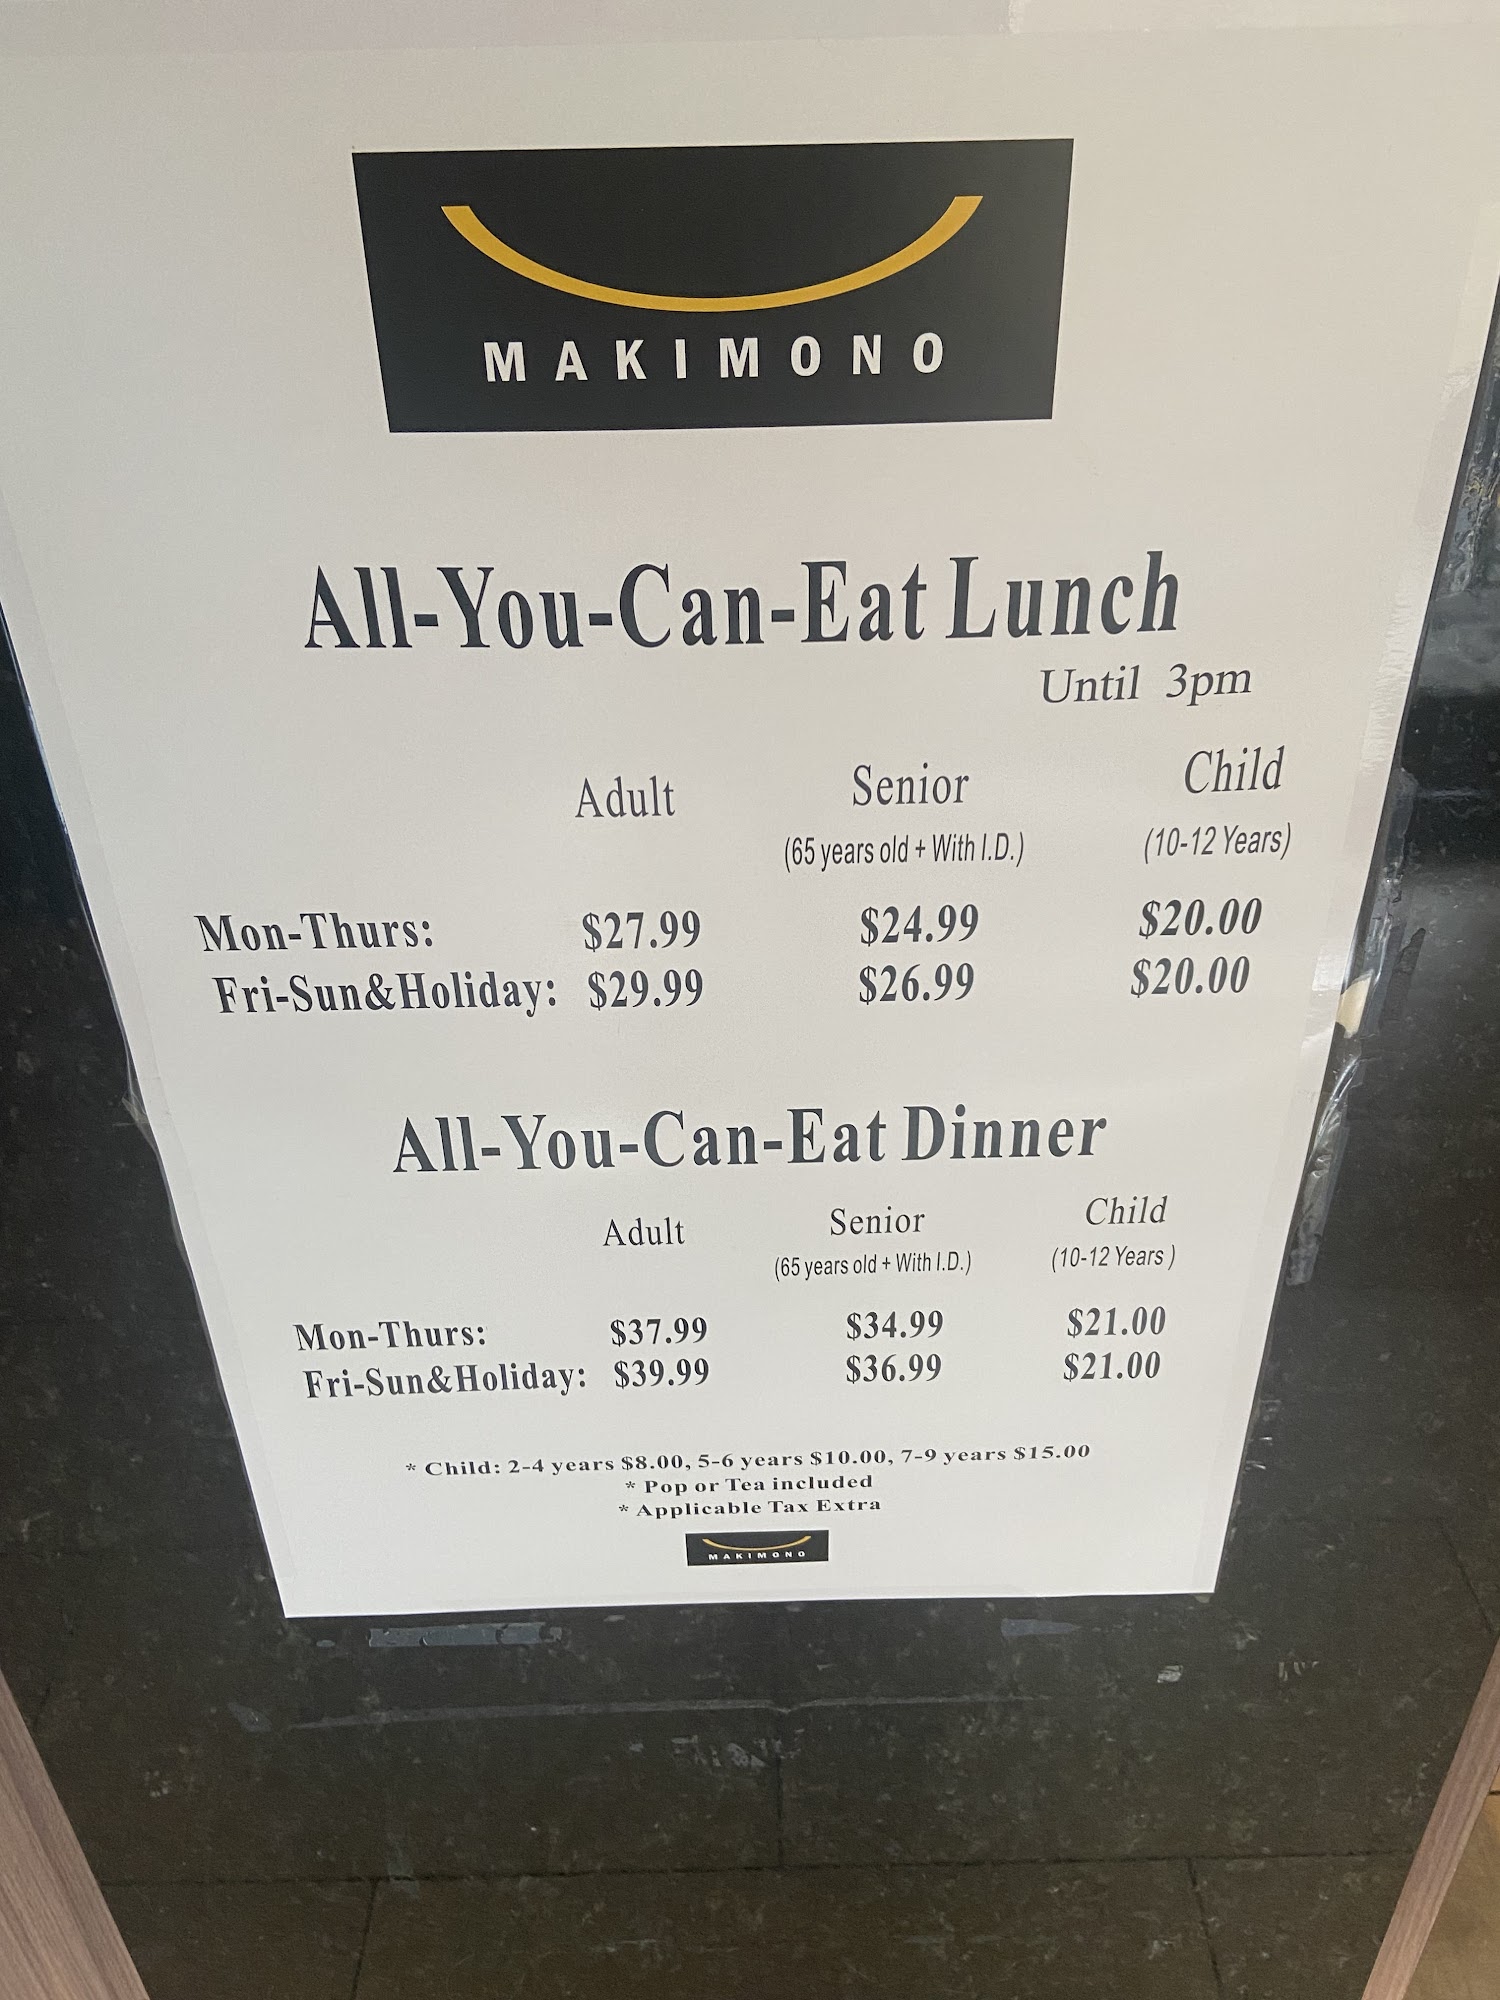 MAKIMONO
All-You-Can-Eat Lunch
Until 3pm
Adult Senior Child
(65 years old + With I.D.) (10-12 Years)
Mon-Thurs: $27.99 $24.99 $20.00
Fri-Sun&Holiday: $29.99 $26.99 $20.00
All-You-Can-Eat Dinner
Adult Senior Child
(65 years old + With I.D.) (10-12 Years )
Mon-Thurs: $37.99 $34.99 $21.00
Fri-Sun&Holiday: $39.99 $36.99 $21.00
* Child: 2-4 years $8.00, 5-6 years $10.00, 7-9 years $15.00
* Pop or Tea included
* Applicable Tax Extra
MAKIMONO